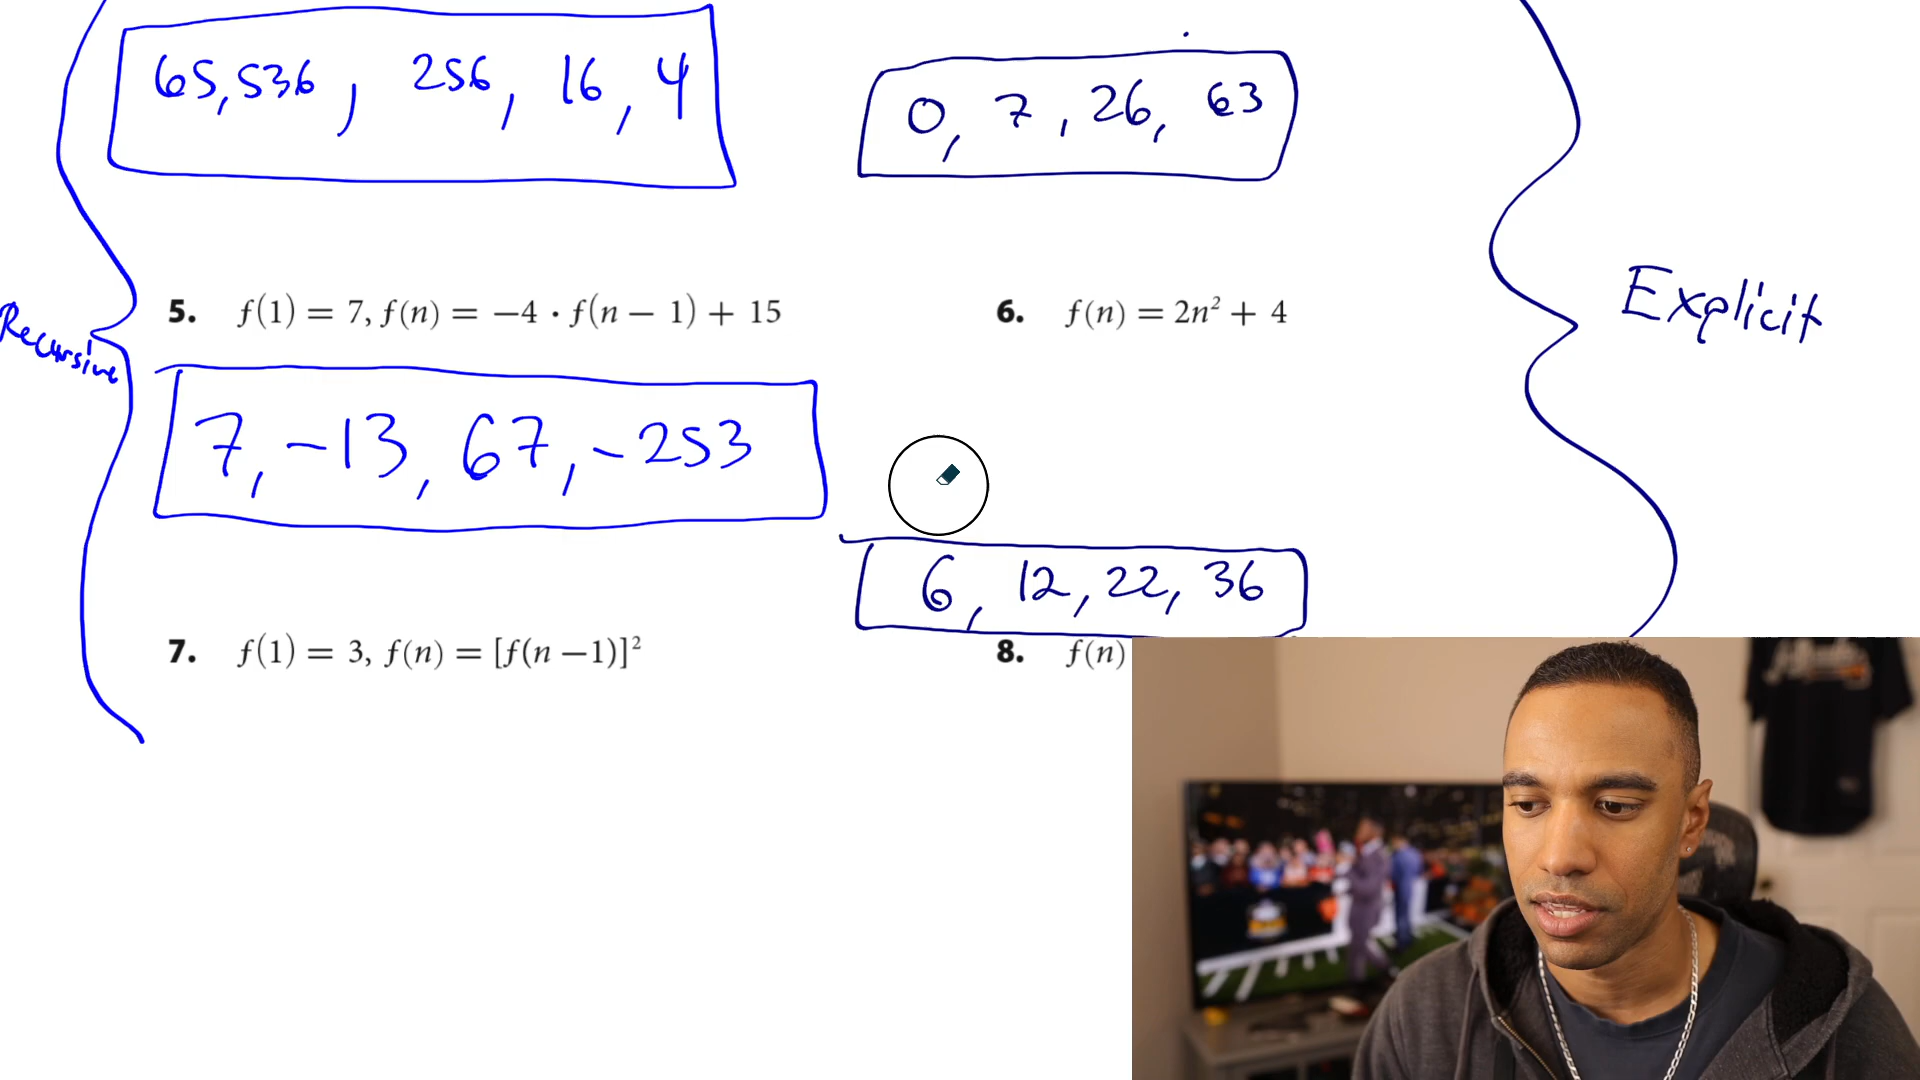 65,536, 256, 16, 4
0, 7, 26, 63
5. f(1) = 7, f(n) = −4 · f(n − 1) + 15
6. f(n) = 2n² + 4
Explicit
Recursive
7, -13, 67, -253
6, 12, 22, 36
7. f(1) = 3, f(n) = [f(n −1)]²
8. f(n)